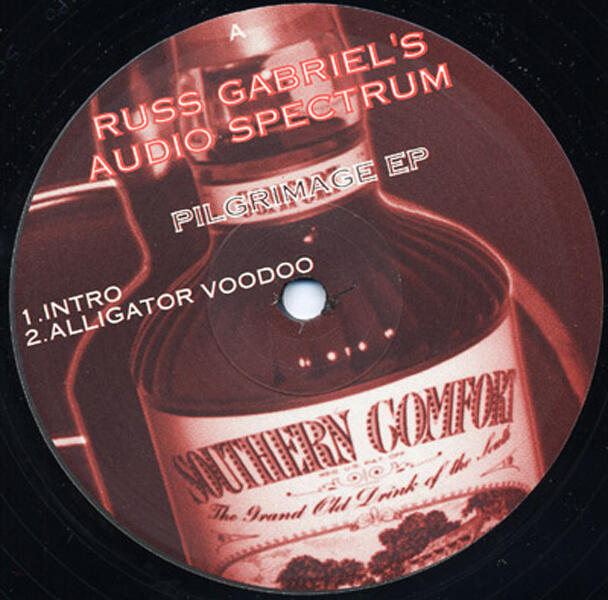 A
RUSS GABRIEL'S
AUDIO SPECTRUM
PILGRIMAGE EP
1.INTRO
2.ALLIGATOR VOODOO
SOUTHERN COMFORT
The Grand Old Drink of the South